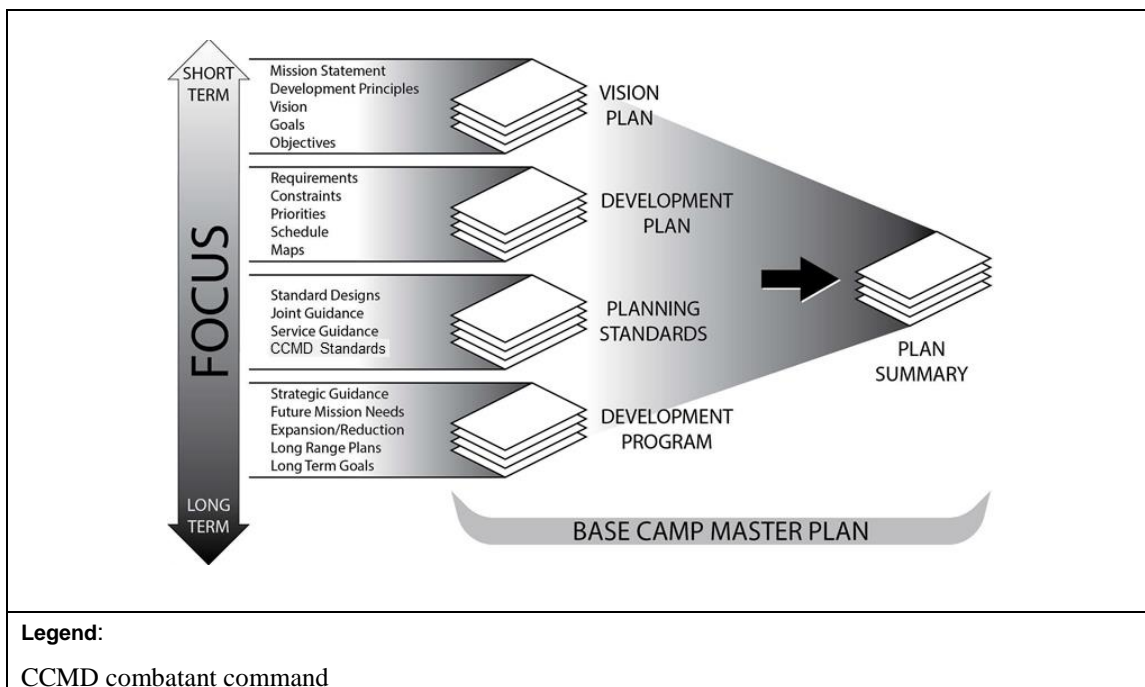 SHORT
TERM
FOCUS
LONG
TERM
Mission Statement
Development Principles
Vision
Goals
Objectives
VISION
PLAN
Requirements
Constraints
Priorities
Schedule
Maps
DEVELOPMENT
PLAN
Standard Designs
Joint Guidance
Service Guidance
CCMD Standards
PLANNING
STANDARDS
Strategic Guidance
Future Mission Needs
Expansion/Reduction
Long Range Plans
Long Term Goals
DEVELOPMENT
PROGRAM
PLAN
SUMMARY
BASE CAMP MASTER PLAN
Legend:
CCMD combatant command